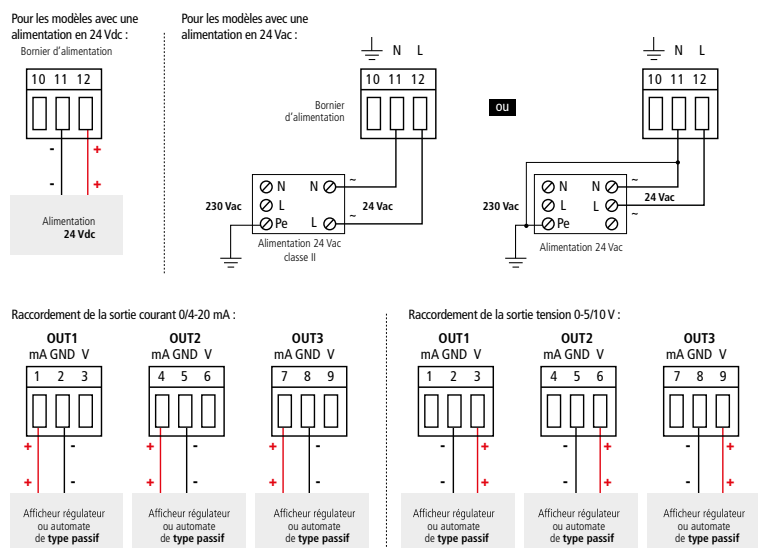 Pour les modèles avec une
alimentation en 24 Vdc :
Bornier d'alimentation
10 11 12
- +
- +
Alimentation
24 Vdc
Pour les modèles avec une
alimentation en 24 Vac :
N L
10 11 12
Bornier
d'alimentation
~
N N
230 Vac L 24 Vac
Pe L ~
Alimentation 24 Vac
classe II
ou
N L
10 11 12
~
N N
230 Vac L L 24 Vac
Pe ~
Alimentation 24 Vac
Raccordement de la sortie courant 0/4-20 mA :
OUT1
mA GND V
1 2 3
+ -
+ -
Afficheur régulateur
ou automate
de type passif
OUT2
mA GND V
4 5 6
+ -
+ -
Afficheur régulateur
ou automate
de type passif
OUT3
mA GND V
7 8 9
+ -
+ -
Afficheur régulateur
ou automate
de type passif
Raccordement de la sortie tension 0-5/10 V :
OUT1
mA GND V
1 2 3
- +
- +
Afficheur régulateur
ou automate
de type passif
OUT2
mA GND V
4 5 6
- +
- +
Afficheur régulateur
ou automate
de type passif
OUT3
mA GND V
7 8 9
- +
- +
Afficheur régulateur
ou automate
de type passif